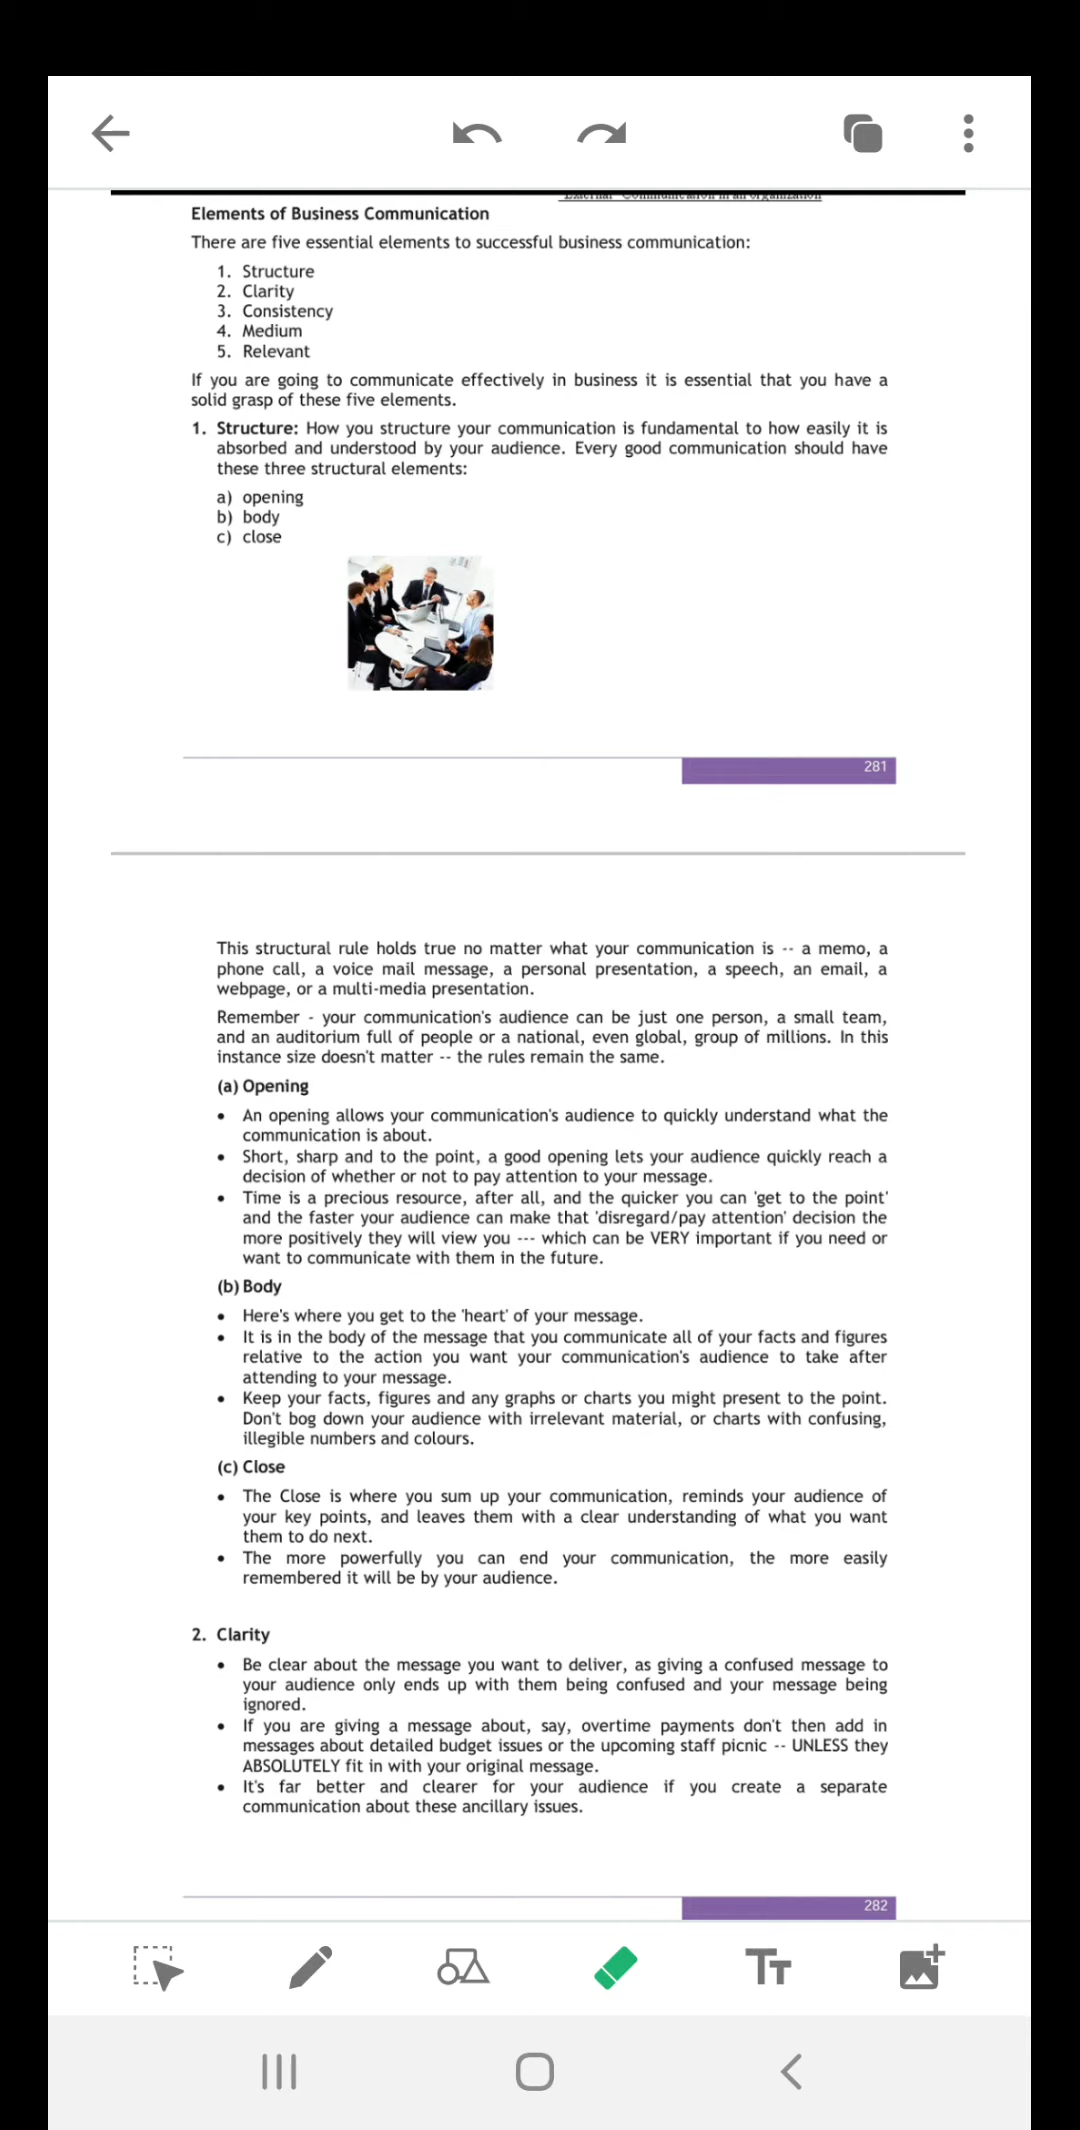 Elements of Business Communication
There are five essential elements to successful business communication:
1. Structure
2. Clarity
3. Consistency
4. Medium
5. Relevant
If you are going to communicate effectively in business it is essential that you have a
solid grasp of these five elements.
1. Structure: How you structure your communication is fundamental to how easily it is
absorbed and understood by your audience. Every good communication should have
these three structural elements:
a) opening
b) body
c) close
281
This structural rule holds true no matter what your communication is -- a memo, a
phone call, a voice mail message, a personal presentation, a speech, an email, a
webpage, or a multi-media presentation.
Remember - your communication's audience can be just one person, a small team,
and an auditorium full of people or a national, even global, group of millions. In this
instance size doesn't matter -- the rules remain the same.
(a) Opening
• An opening allows your communication's audience to quickly understand what the
communication is about.
• Short, sharp and to the point, a good opening lets your audience quickly reach a
decision of whether or not to pay attention to your message.
• Time is a precious resource, after all, and the quicker you can 'get to the point'
and the faster your audience can make that 'disregard/pay attention' decision the
more positively they will view you --- which can be VERY important if you need or
want to communicate with them in the future.
(b) Body
• Here's where you get to the 'heart' of your message.
• It is in the body of the message that you communicate all of your facts and figures
relative to the action you want your communication's audience to take after
attending to your message.
• Keep your facts, figures and any graphs or charts you might present to the point.
Don't bog down your audience with irrelevant material, or charts with confusing,
illegible numbers and colours.
(c) Close
• The Close is where you sum up your communication, reminds your audience of
your key points, and leaves them with a clear understanding of what you want
them to do next.
• The more powerfully you can end your communication, the more easily
remembered it will be by your audience.
2. Clarity
• Be clear about the message you want to deliver, as giving a confused message to
your audience only ends up with them being confused and your message being
ignored.
• If you are giving a message about, say, overtime payments don't then add in
messages about detailed budget issues or the upcoming staff picnic -- UNLESS they
ABSOLUTELY fit in with your original message.
• It's far better and clearer for your audience if you create a separate
communication about these ancillary issues.
282
TT